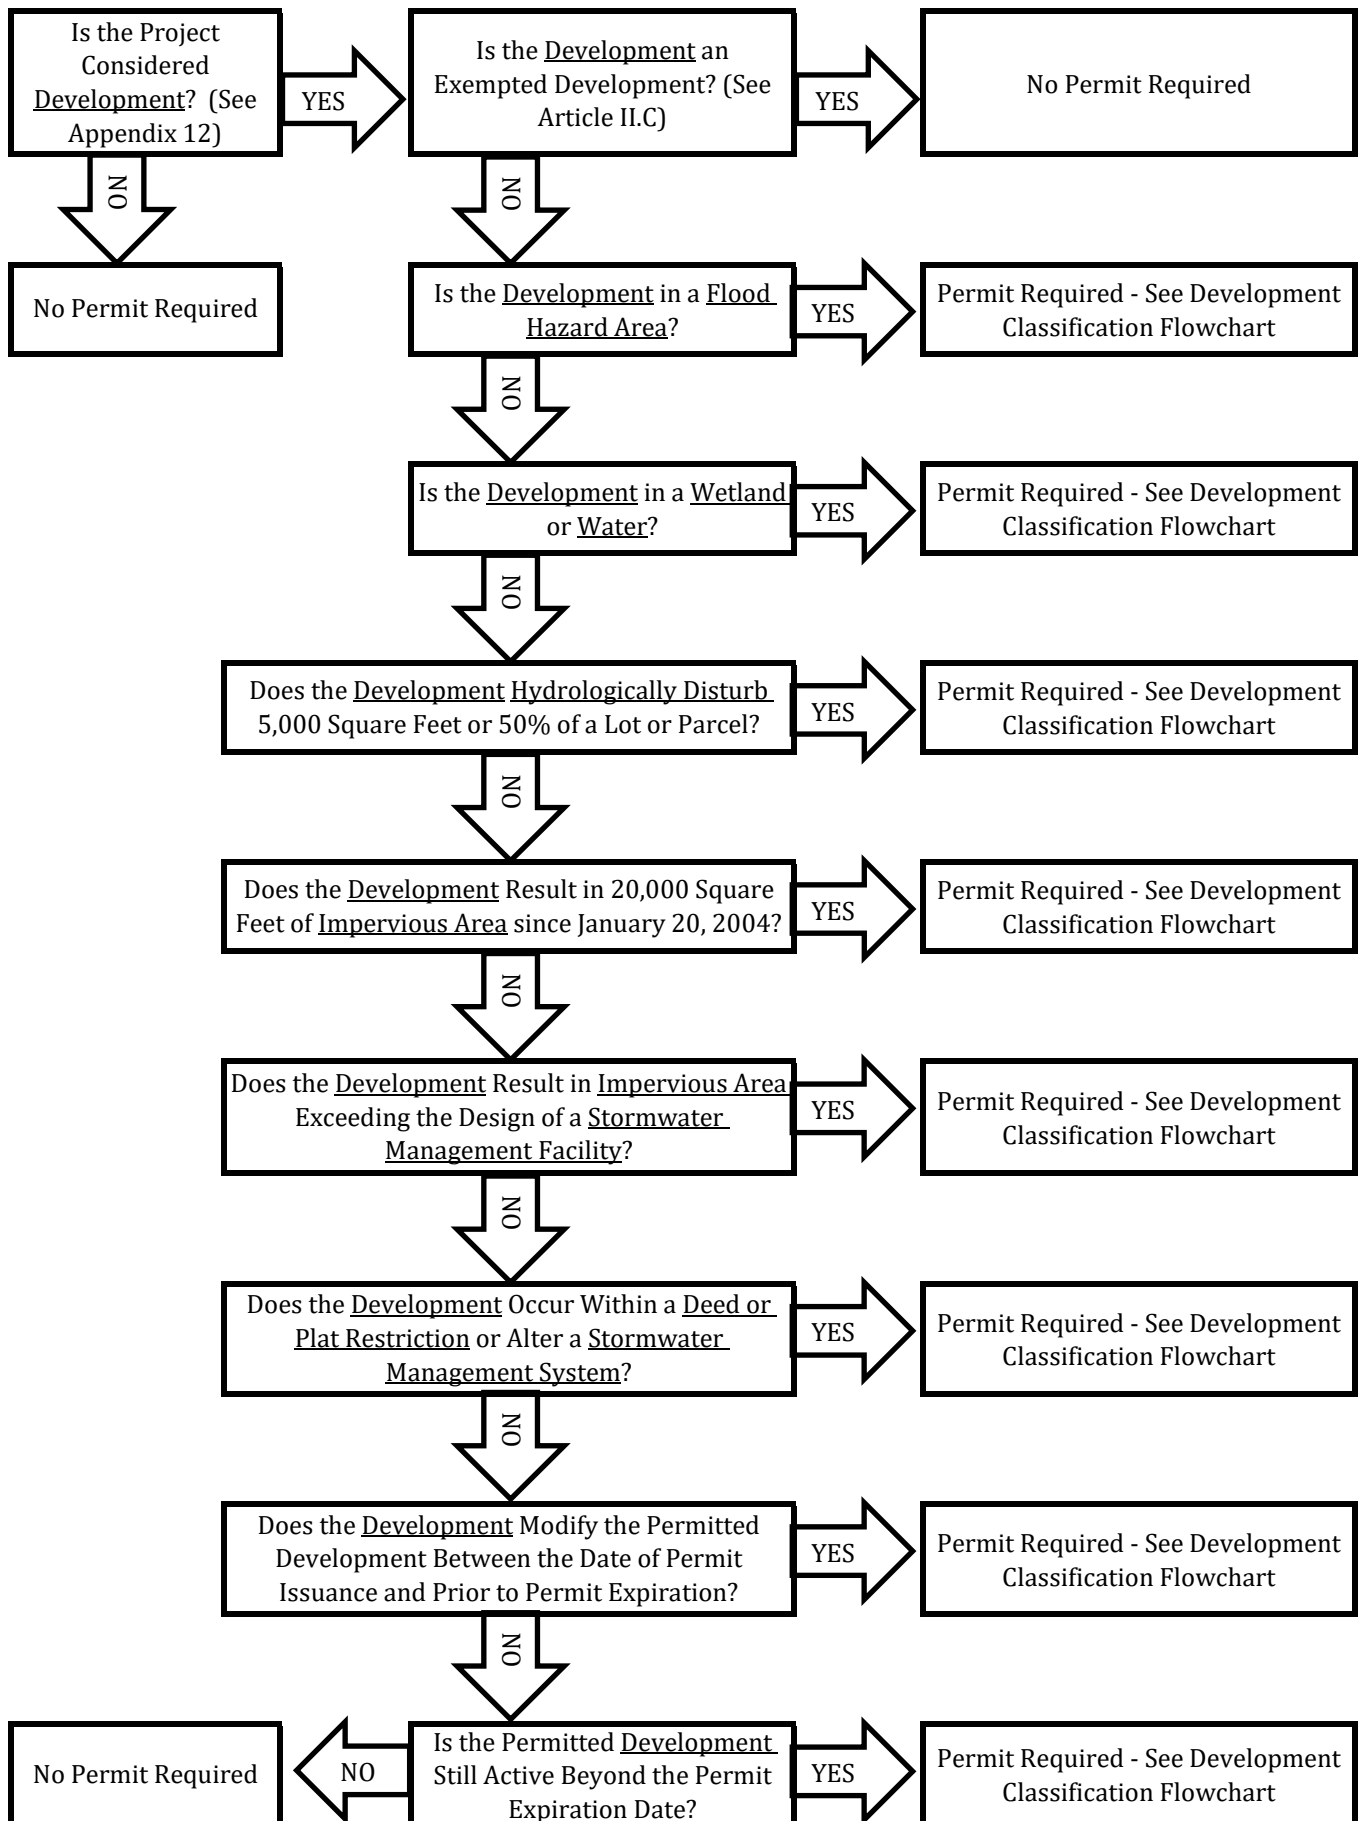 Is the Project
Considered
Development? (See
Appendix 12)
YES
Is the Development an
Exempted Development? (See
Article II.C)
YES
No Permit Required
NO
NO
No Permit Required
Is the Development in a Flood
Hazard Area?
YES
Permit Required - See Development
Classification Flowchart
NO
Is the Development in a Wetland
or Water?
YES
Permit Required - See Development
Classification Flowchart
NO
Does the Development Hydrologically Disturb
5,000 Square Feet or 50% of a Lot or Parcel?
YES
Permit Required - See Development
Classification Flowchart
NO
Does the Development Result in 20,000 Square
Feet of Impervious Area since January 20, 2004?
YES
Permit Required - See Development
Classification Flowchart
NO
Does the Development Result in Impervious Area
Exceeding the Design of a Stormwater
Management Facility?
YES
Permit Required - See Development
Classification Flowchart
NO
Does the Development Occur Within a Deed or
Plat Restriction or Alter a Stormwater
Management System?
YES
Permit Required - See Development
Classification Flowchart
NO
Does the Development Modify the Permitted
Development Between the Date of Permit
Issuance and Prior to Permit Expiration?
YES
Permit Required - See Development
Classification Flowchart
NO
No Permit Required
NO
Is the Permitted Development
Still Active Beyond the Permit
Expiration Date?
YES
Permit Required - See Development
Classification Flowchart